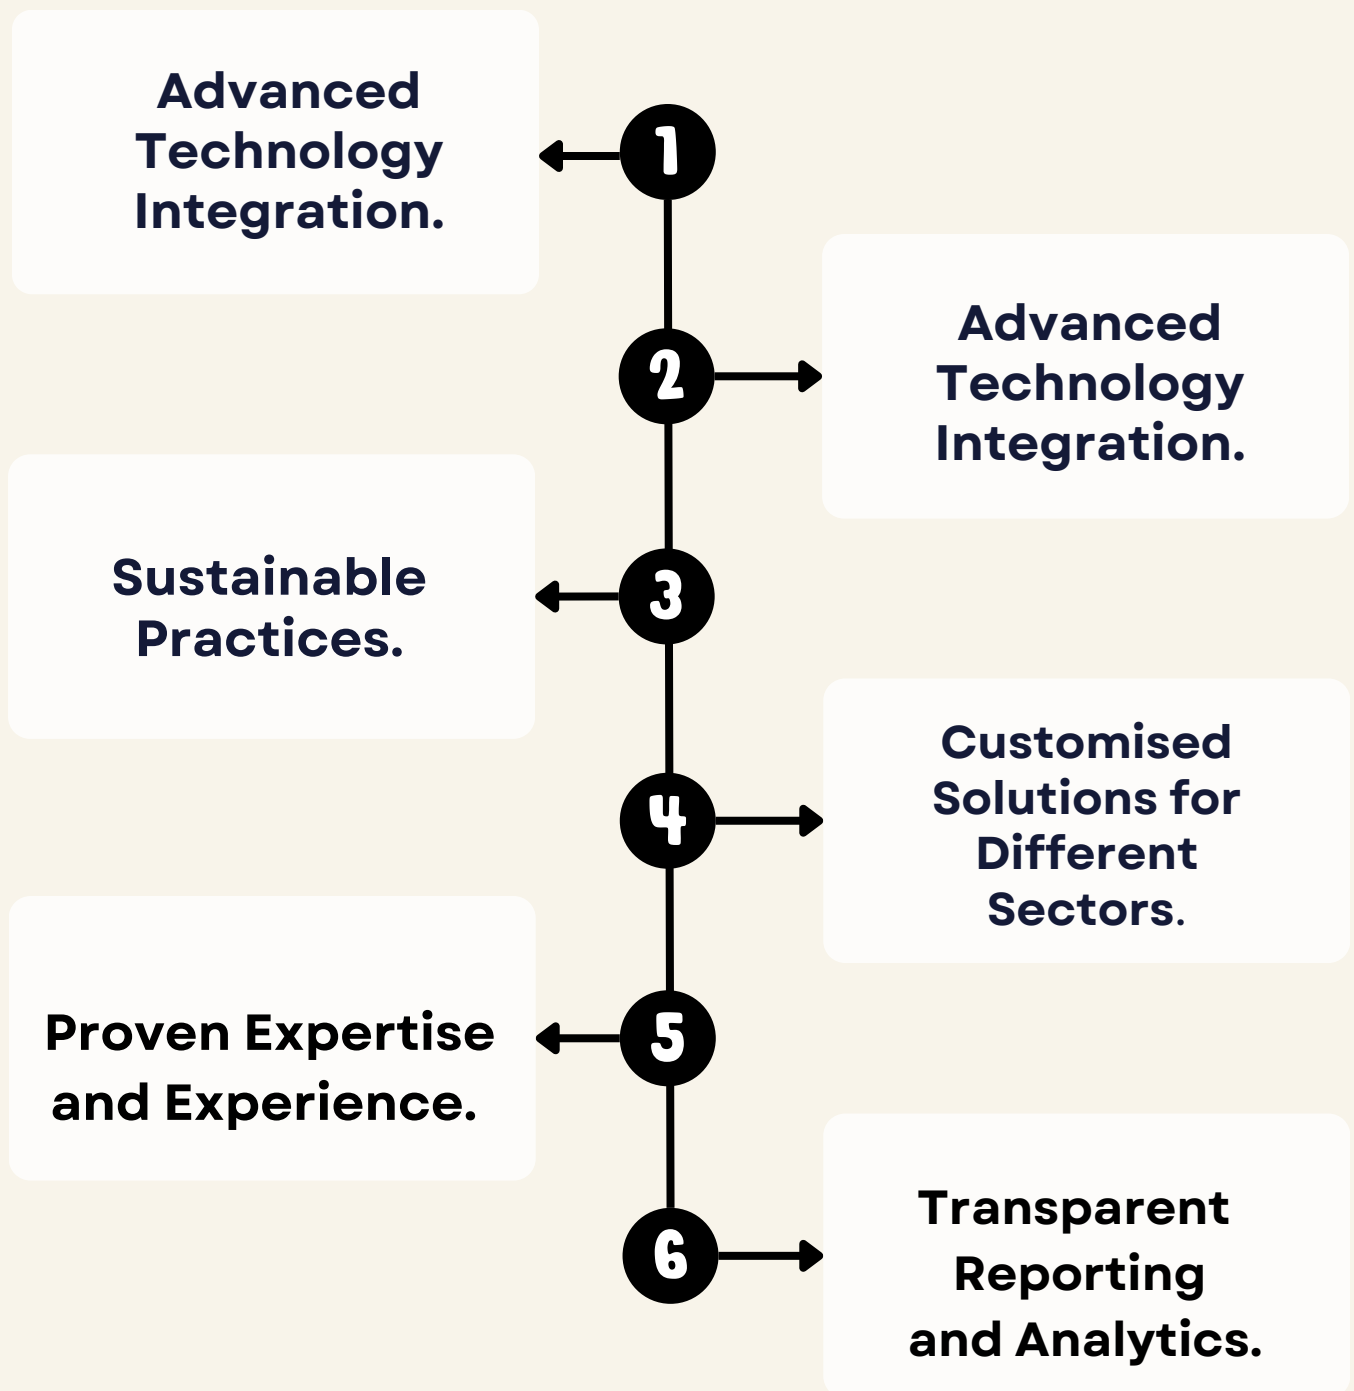 Advanced
Technology
Integration.
1
2
Advanced
Technology
Integration.
3
Sustainable
Practices.
4
Customised
Solutions for
Different
Sectors.
5
Proven Expertise
and Experience.
6
Transparent
Reporting
and Analytics.